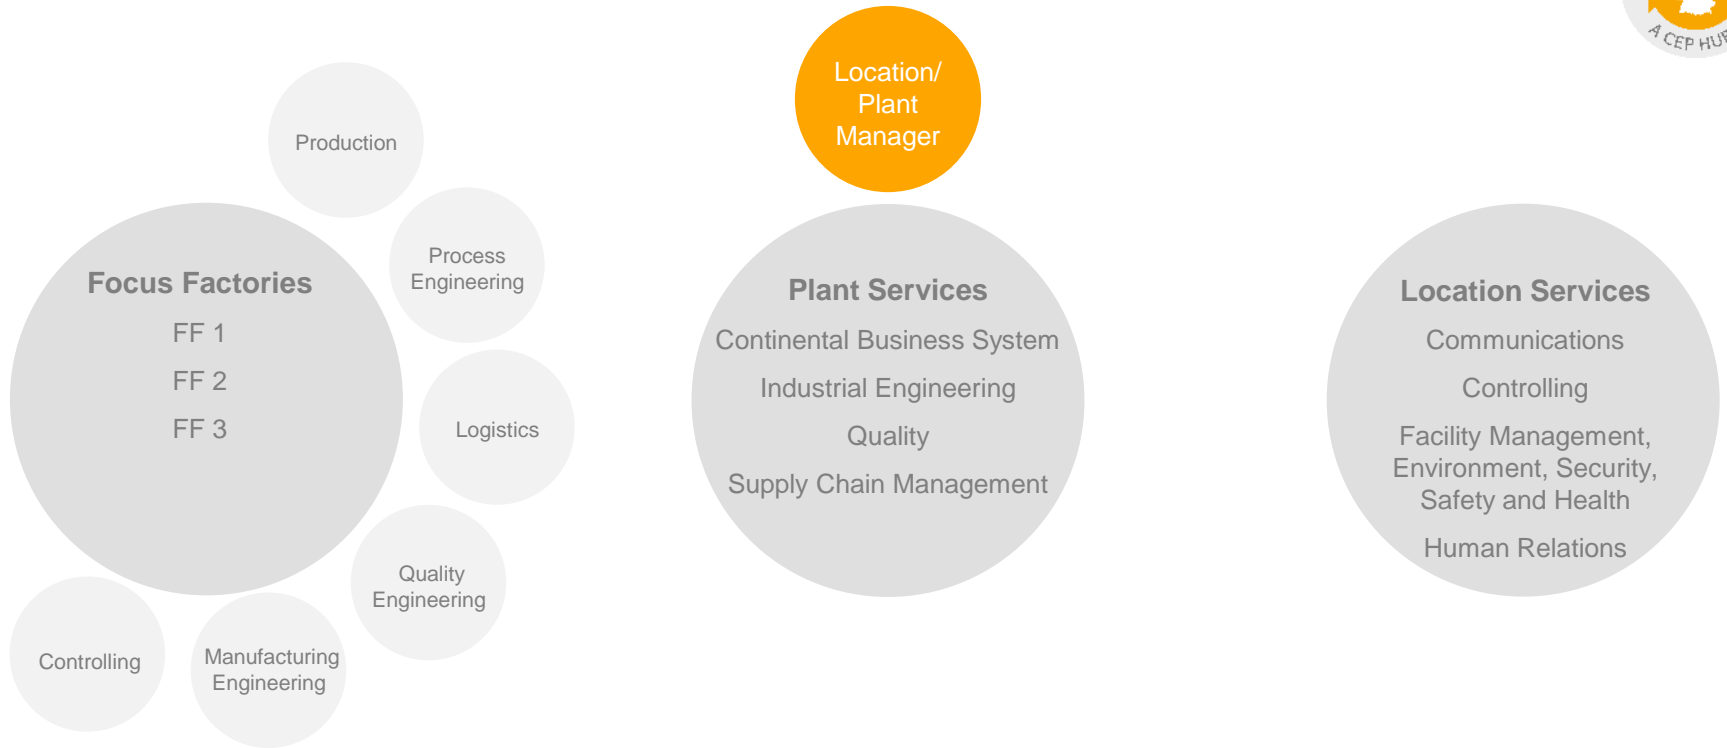 A CEP HUB
Location/
Plant
Manager
Production
Process
Engineering
Logistics
Quality
Engineering
Manufacturing
Engineering
Controlling
Focus Factories
FF 1
FF 2
FF 3
Plant Services
Continental Business System
Industrial Engineering
Quality
Supply Chain Management
Location Services
Communications
Controlling
Facility Management,
Environment, Security,
Safety and Health
Human Relations